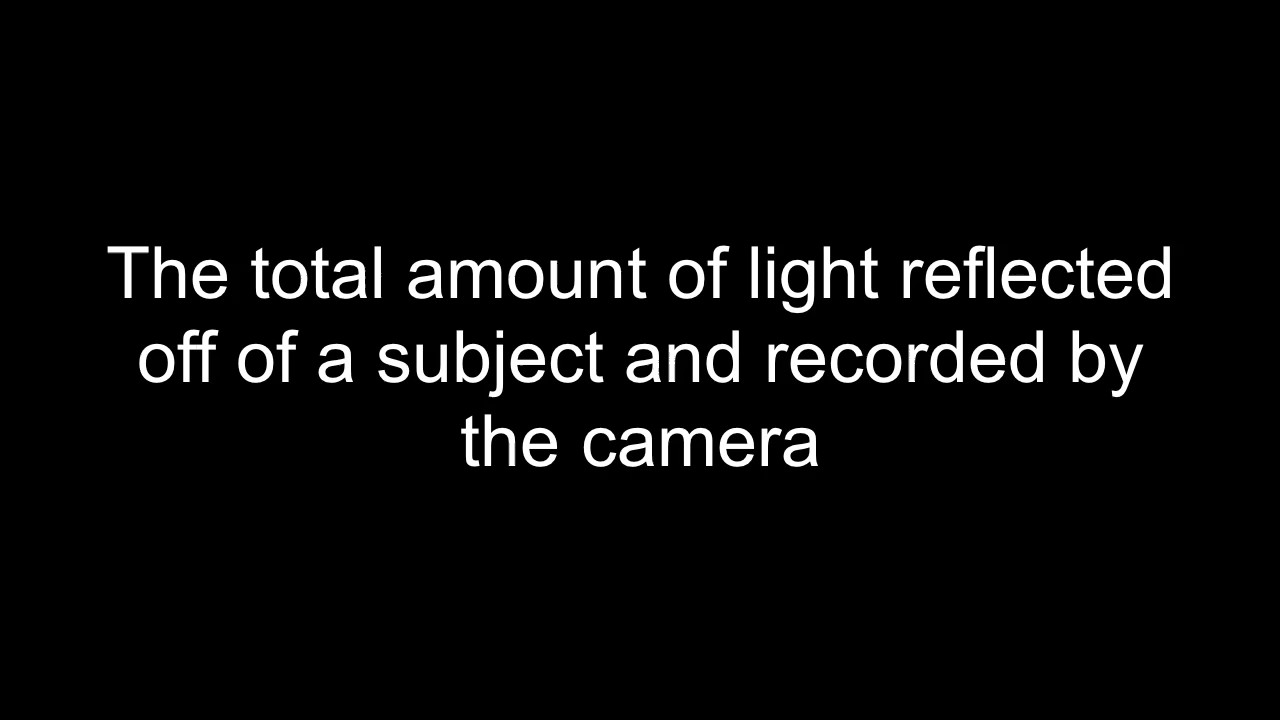 The total amount of light reflected
off of a subject and recorded by
the camera